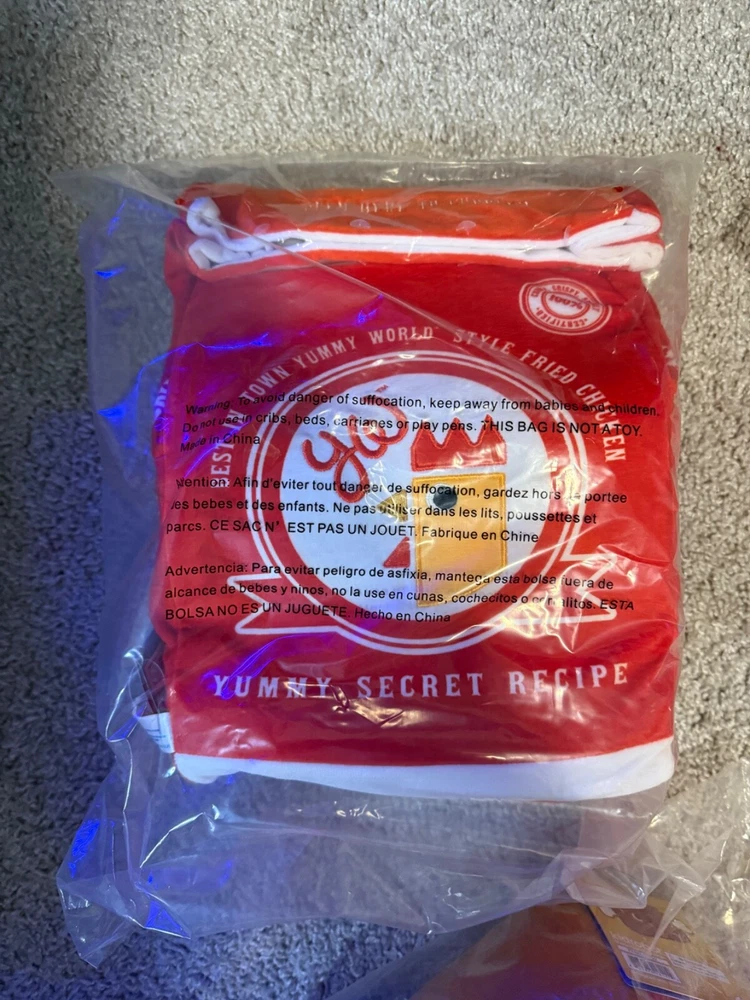 100%
CERTIFIED
OWN YUMMY WORLD™ STYLE FRIED CHICKEN
yw™
Warning: To avoid danger of suffocation, keep away from babies and children.
Do not use in cribs, beds, carriages or play pens. THIS BAG IS NOT A TOY.
Made in China
Afin d'eviter tout danger de suffocation, gardez hors portee
bebes et des enfants. Ne pas utiliser dans les lits, poussettes et
parcs. CE SAC N' EST PAS UN JOUET. Fabrique en Chine
Advertencia: Para evitar peligro de asfixia, mantega esta bolsa fuera de
alcance de bebes y ninos, no la use en cunas, cochecitos o corralitos. ESTA
BOLSA NO ES UN JUGUETE. Hecho en China
YUMMY SECRET RECIPE